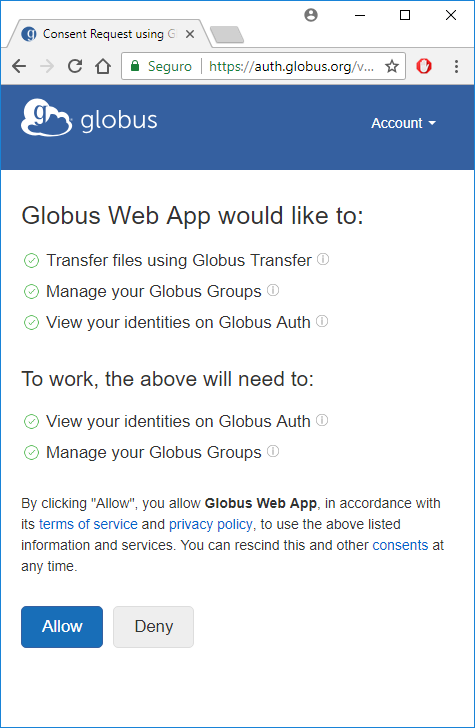 Consent Request using G
Seguro
https://auth.globus.org/v...
g globus
Account
Globus Web App would like to:
Transfer files using Globus Transfer
Manage your Globus Groups
View your identities on Globus Auth
To work, the above will need to:
View your identities on Globus Auth
Manage your Globus Groups
By clicking "Allow", you allow Globus Web App, in accordance with
its terms of service and privacy policy, to use the above listed
information and services. You can rescind this and other consents at
any time.
Allow
Deny